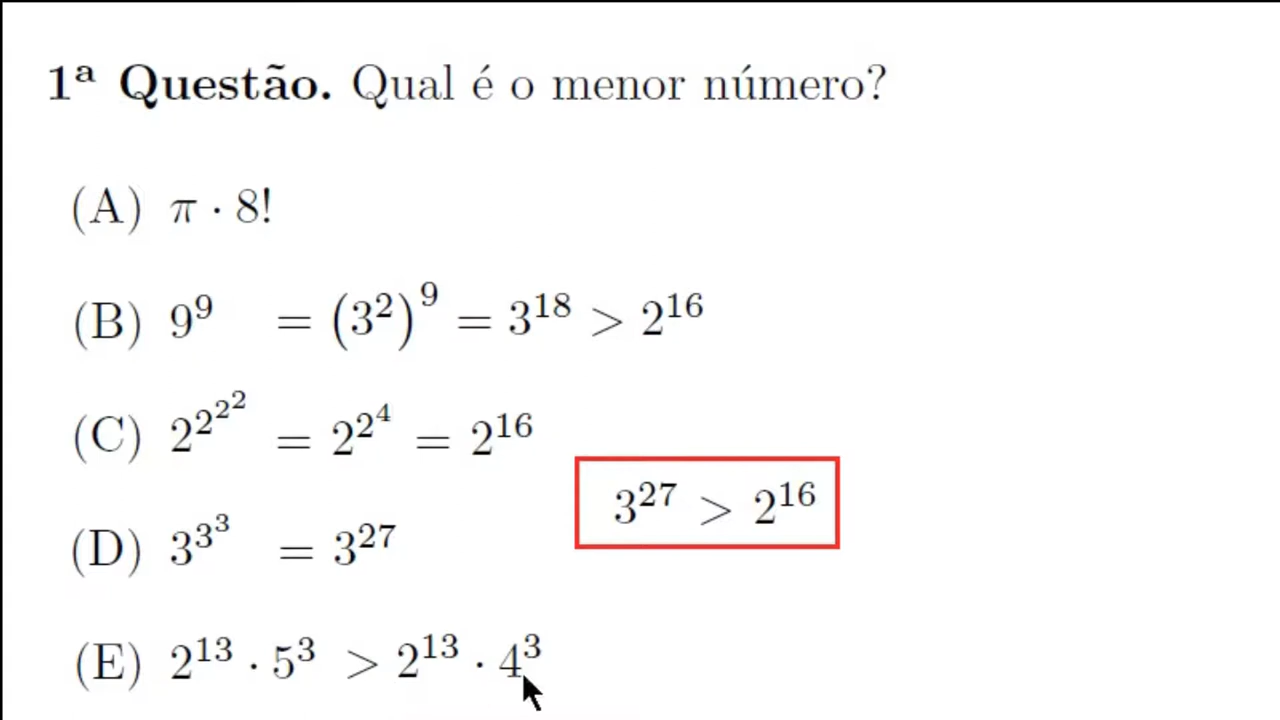 1ª Questão. Qual é o menor número?
(A) π · 8!
(B) 9⁹ = (3²)⁹ = 3¹⁸ > 2¹⁶
(C) 2^{2^{2^2}} = 2^{2^4} = 2¹⁶
3²⁷ > 2¹⁶
(D) 3^{3^3} = 3²⁷
(E) 2¹³ · 5³ > 2¹³ · 4³